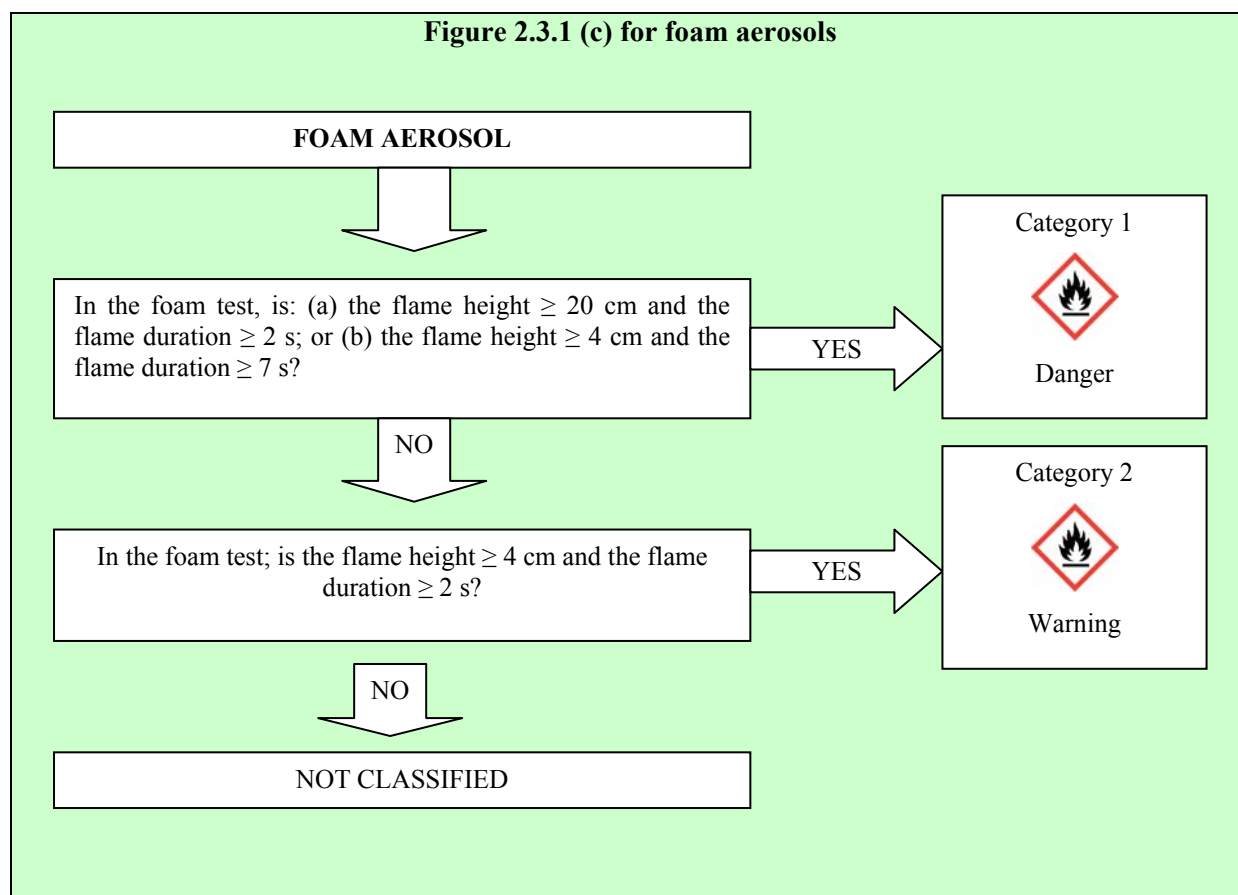 Figure 2.3.1 (c) for foam aerosols
FOAM AEROSOL
In the foam test, is: (a) the flame height ≥ 20 cm and the
flame duration ≥ 2 s; or (b) the flame height ≥ 4 cm and the
flame duration ≥ 7 s?
YES
Category 1
Danger
NO
In the foam test; is the flame height ≥ 4 cm and the flame
duration ≥ 2 s?
YES
Category 2
Warning
NO
NOT CLASSIFIED